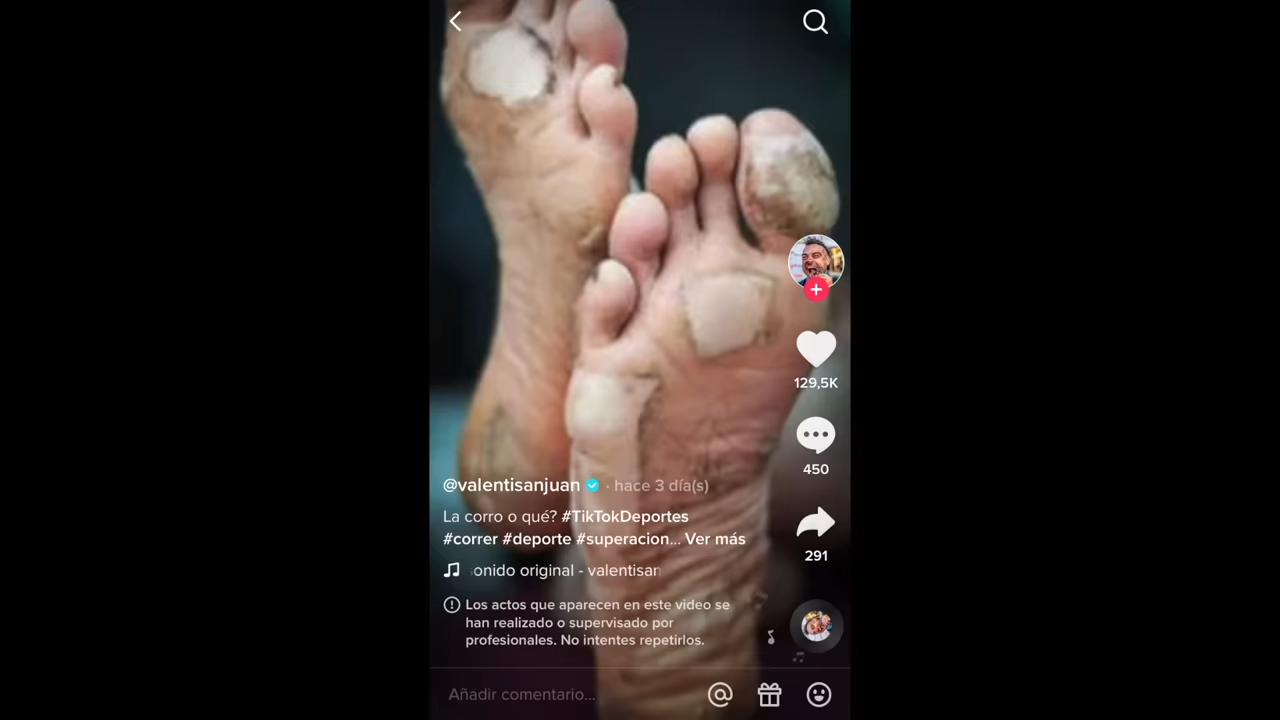 129,5K
450
@valentisanjuan · hace 3 día(s)
La corro o qué? #TikTokDeportes
#correr #deporte #superacion... Ver más
291
onido original - valentisan
Los actos que aparecen en este video se
han realizado o supervisado por
profesionales. No intentes repetirlos.
Añadir comentario...